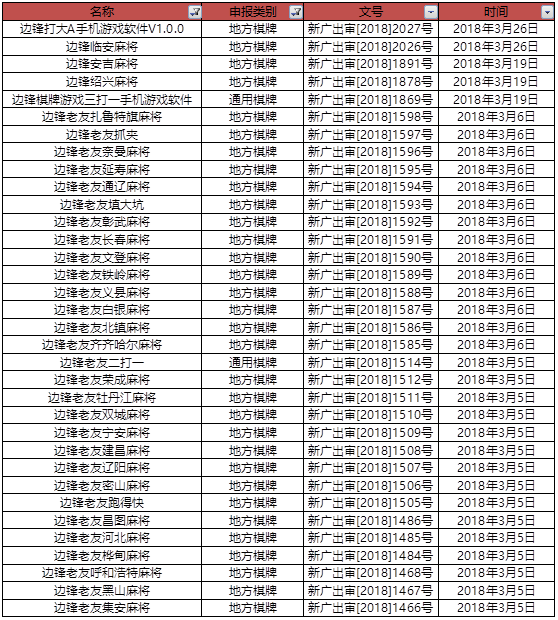 名称 申报类别 文号 时间
边锋打大A手机游戏软件V1.0.0 地方棋牌 新广出审[2018]2027号 2018年3月26日
边锋临安麻将 地方棋牌 新广出审[2018]2026号 2018年3月26日
边锋安吉麻将 地方棋牌 新广出审[2018]1891号 2018年3月19日
边锋绍兴麻将 地方棋牌 新广出审[2018]1878号 2018年3月19日
边锋棋牌游戏三打一手机游戏软件 通用棋牌 新广出审[2018]1869号 2018年3月19日
边锋老友扎鲁特旗麻将 地方棋牌 新广出审[2018]1598号 2018年3月6日
边锋老友抓夹 地方棋牌 新广出审[2018]1597号 2018年3月6日
边锋老友奈曼麻将 地方棋牌 新广出审[2018]1596号 2018年3月6日
边锋老友延寿麻将 地方棋牌 新广出审[2018]1595号 2018年3月6日
边锋老友通辽麻将 地方棋牌 新广出审[2018]1594号 2018年3月6日
边锋老友填大坑 地方棋牌 新广出审[2018]1593号 2018年3月6日
边锋老友彰武麻将 地方棋牌 新广出审[2018]1592号 2018年3月6日
边锋老友长春麻将 地方棋牌 新广出审[2018]1591号 2018年3月6日
边锋老友文登麻将 地方棋牌 新广出审[2018]1590号 2018年3月6日
边锋老友铁岭麻将 地方棋牌 新广出审[2018]1589号 2018年3月6日
边锋老友义县麻将 地方棋牌 新广出审[2018]1588号 2018年3月6日
边锋老友白银麻将 地方棋牌 新广出审[2018]1587号 2018年3月6日
边锋老友北镇麻将 地方棋牌 新广出审[2018]1586号 2018年3月6日
边锋老友齐齐哈尔麻将 地方棋牌 新广出审[2018]1585号 2018年3月6日
边锋老友二打一 通用棋牌 新广出审[2018]1514号 2018年3月5日
边锋老友荣成麻将 地方棋牌 新广出审[2018]1512号 2018年3月5日
边锋老友牡丹江麻将 地方棋牌 新广出审[2018]1511号 2018年3月5日
边锋老友双城麻将 地方棋牌 新广出审[2018]1510号 2018年3月5日
边锋老友宁安麻将 地方棋牌 新广出审[2018]1509号 2018年3月5日
边锋老友建昌麻将 地方棋牌 新广出审[2018]1508号 2018年3月5日
边锋老友辽阳麻将 地方棋牌 新广出审[2018]1507号 2018年3月5日
边锋老友密山麻将 地方棋牌 新广出审[2018]1506号 2018年3月5日
边锋老友跑得快 地方棋牌 新广出审[2018]1505号 2018年3月5日
边锋老友昌图麻将 地方棋牌 新广出审[2018]1486号 2018年3月5日
边锋老友河北麻将 地方棋牌 新广出审[2018]1485号 2018年3月5日
边锋老友桦甸麻将 地方棋牌 新广出审[2018]1484号 2018年3月5日
边锋老友呼和浩特麻将 地方棋牌 新广出审[2018]1468号 2018年3月5日
边锋老友黑山麻将 地方棋牌 新广出审[2018]1467号 2018年3月5日
边锋老友集安麻将 地方棋牌 新广出审[2018]1466号 2018年3月5日